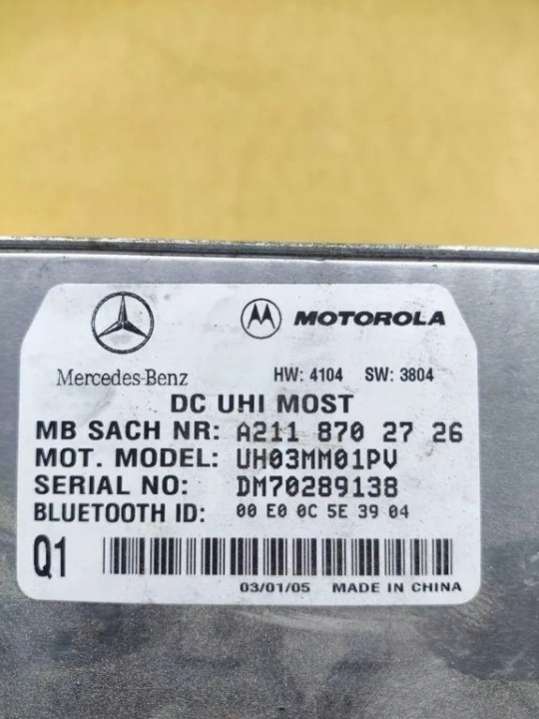 MOTOROLA
Mercedes-Benz
HW: 4104 SW: 3804
DC UHI MOST
MB SACH NR: A211 870 27 26
MOT. MODEL: UH03MM01PV
SERIAL NO: DM70289138
BLUETOOTH ID: 00 E0 0C 5E 39 04
Q1
03/01/05 MADE IN CHINA